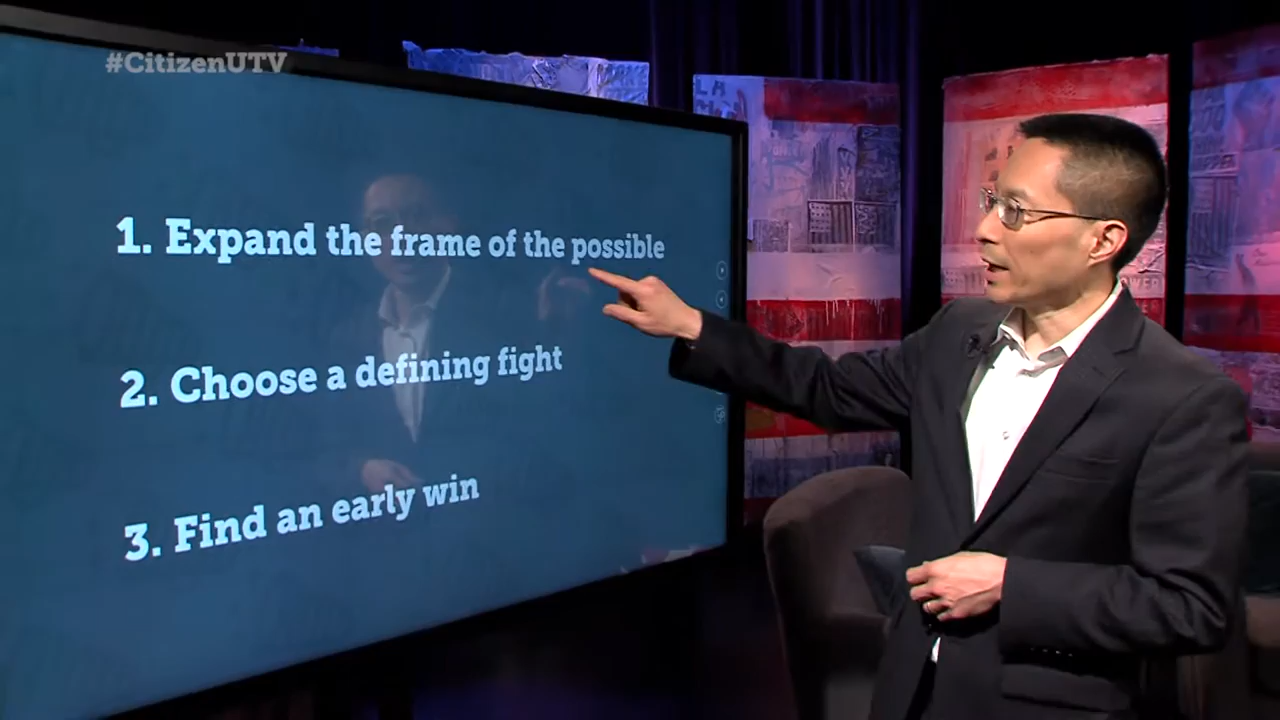 #CitizenUTV
1. Expand the frame of the possible
2. Choose a defining fight
3. Find an early win